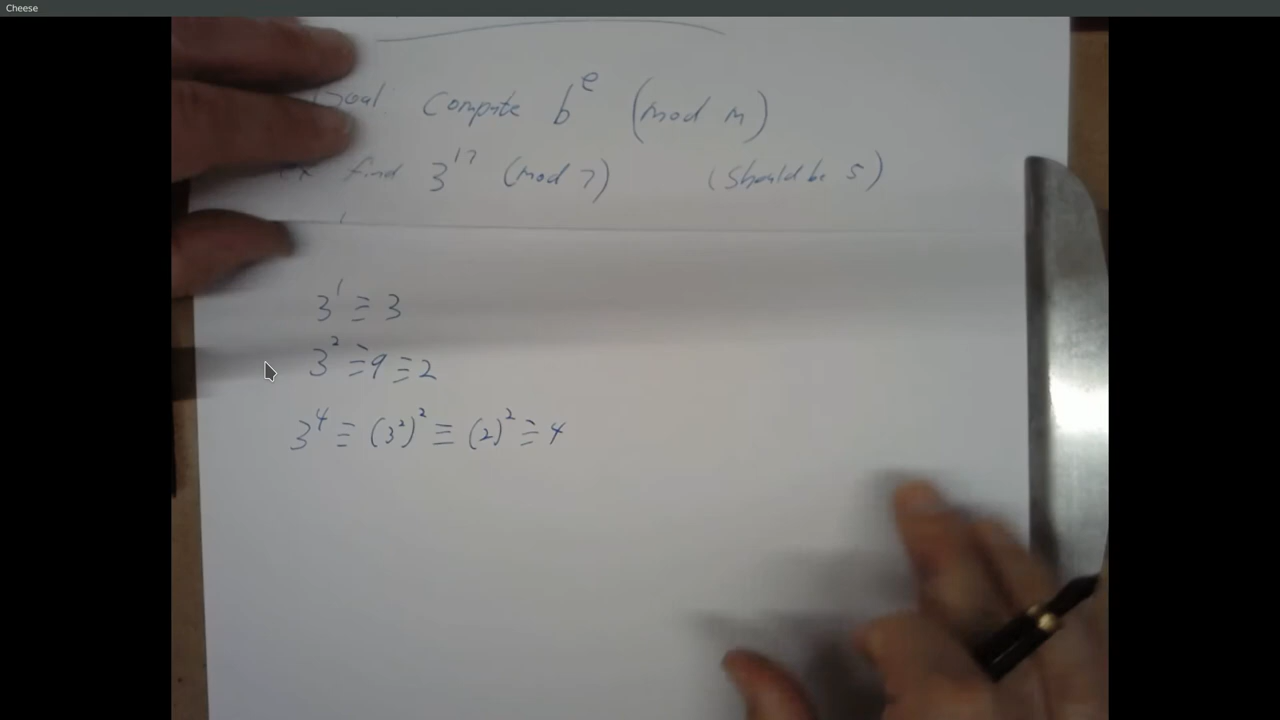 Cheese
Goal: Compute b^e (mod m)
ex find 3^17 (mod 7) (should be 5)
3^1 ≡ 3
3^2 ≡ 9 ≡ 2
3^4 ≡ (3^2)^2 ≡ (2)^2 ≡ 4